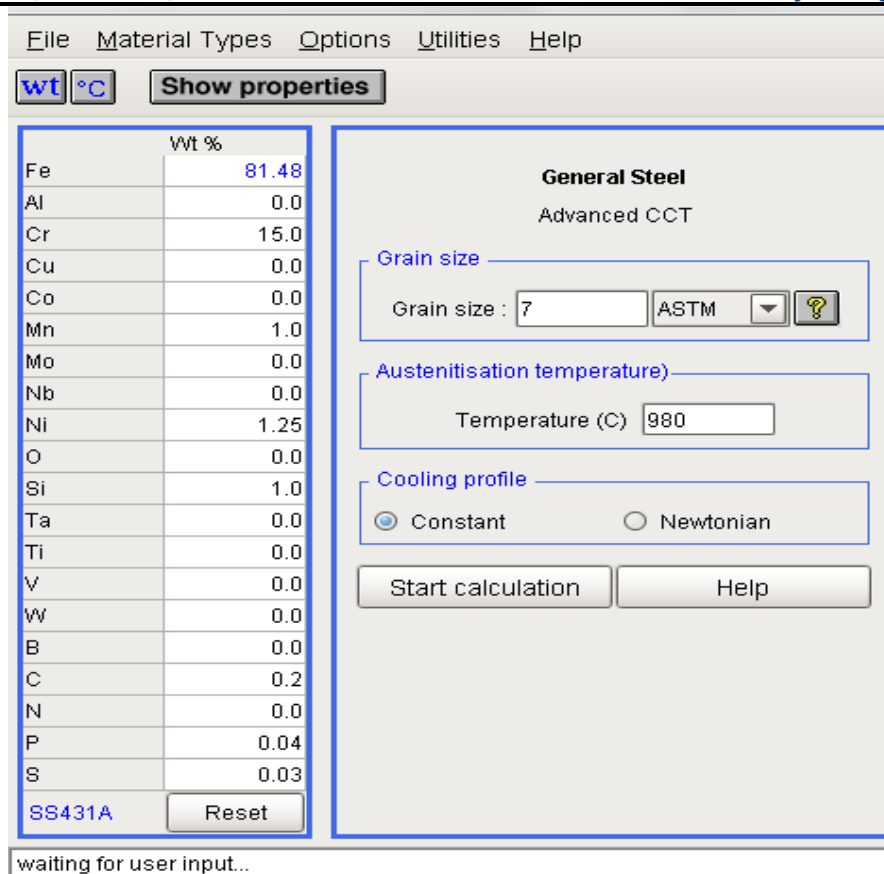 File Material Types Options Utilities Help
wt °C Show properties
Wt %
Fe 81.48
Al 0.0
Cr 15.0
Cu 0.0
Co 0.0
Mn 1.0
Mo 0.0
Nb 0.0
Ni 1.25
O 0.0
Si 1.0
Ta 0.0
Ti 0.0
V 0.0
W 0.0
B 0.0
C 0.2
N 0.0
P 0.04
S 0.03
SS431A Reset
General Steel
Advanced CCT
Grain size
Grain size : 7 ASTM ?
Austenitisation temperature)
Temperature (C) 980
Cooling profile
Constant Newtonian
Start calculation Help
waiting for user input...